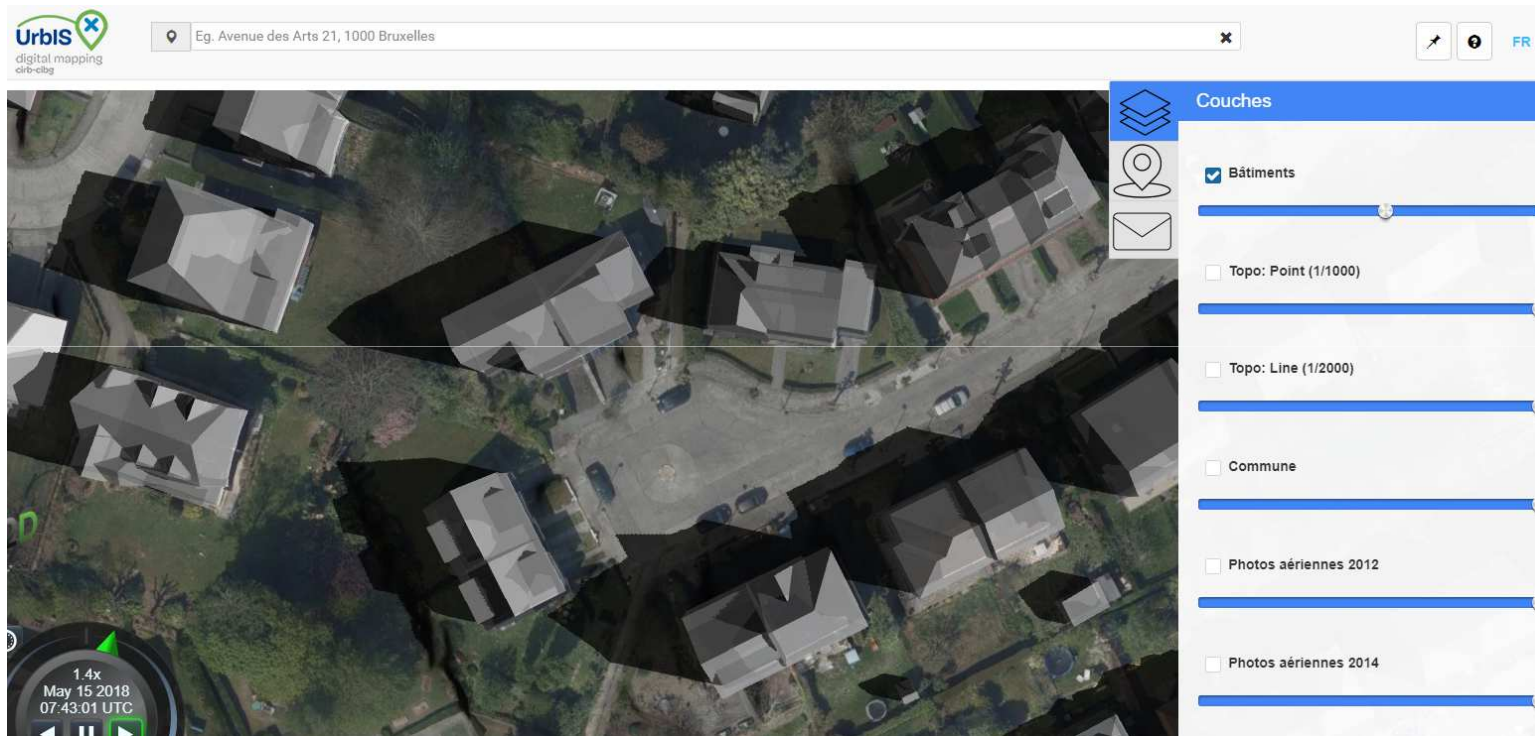 UrbIS
digital mapping
cirb-cibg
Eg. Avenue des Arts 21, 1000 Bruxelles
FR
Couches
Bâtiments
Topo: Point (1/1000)
Topo: Line (1/2000)
Commune
Photos aériennes 2012
Photos aériennes 2014
1.4x
May 15 2018
07:43:01 UTC